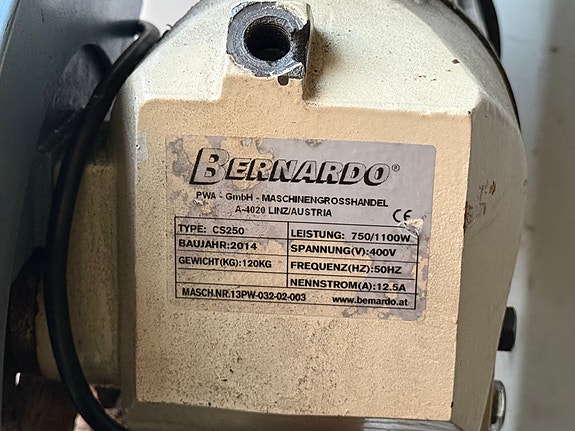 BERNARDO®
PWA - GmbH - MASCHINENGROSSHANDEL
A-4020 LINZ/AUSTRIA
CE
TYPE: CS250
LEISTUNG: 750/1100W
BAUJAHR:2014
SPANNUNG(V):400V
GEWICHT(KG):120KG
FREQUENZ(HZ):50HZ
NENNSTROM(A):12.5A
MASCH.NR.13PW-032-02-003
www.bernardo.at